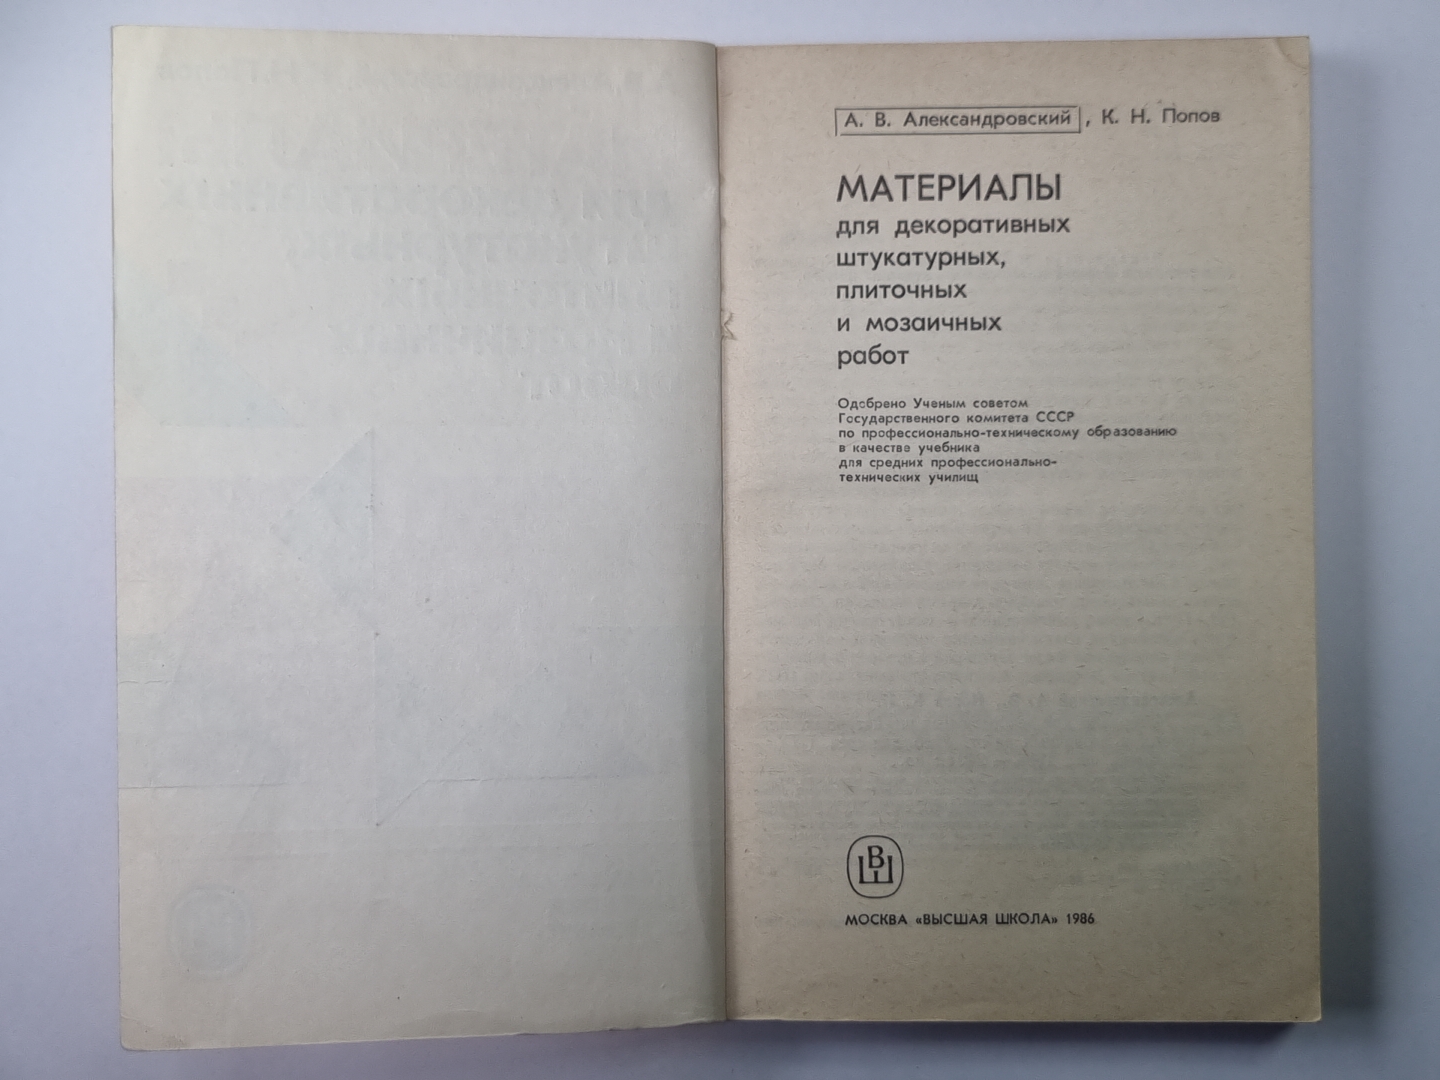 А. В. Александровский, К. Н. Попов
МАТЕРИАЛЫ
для декоративных
штукатурных,
плиточных
и мозаичных
работ
Одобрено Ученым советом
Государственного комитета СССР
по профессионально-техническому образованию
в качестве учебника
для средних профессионально-
технических училищ
ВШ
МОСКВА «ВЫСШАЯ ШКОЛА» 1986